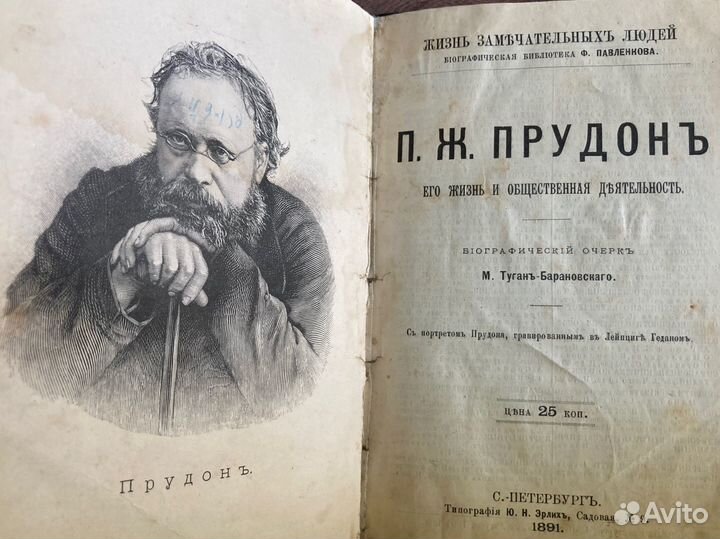 Прудонъ.
ЖИЗНЬ ЗАМѢЧАТЕЛЬНЫХЪ ЛЮДЕЙ
БІОГРАФИЧЕСКАЯ БИБЛІОТЕКА Ф. ПАВЛЕНКОВА.
П. Ж. ПРУДОНЪ
ЕГО ЖИЗНЬ И ОБЩЕСТВЕННАЯ ДѢЯТЕЛЬНОСТЬ.
БІОГРАФИЧЕСКІЙ ОЧЕРКЪ
М. Туганъ-Барановскаго.
Съ портретомъ Прудона, гравированнымъ въ Лейпцигѣ Геданомъ.
ЦѢНА 25 КОП.
С.-ПЕТЕРБУРГЪ.
Типографія Ю. Н. Эрлихъ, Садовая
1891.
Avito